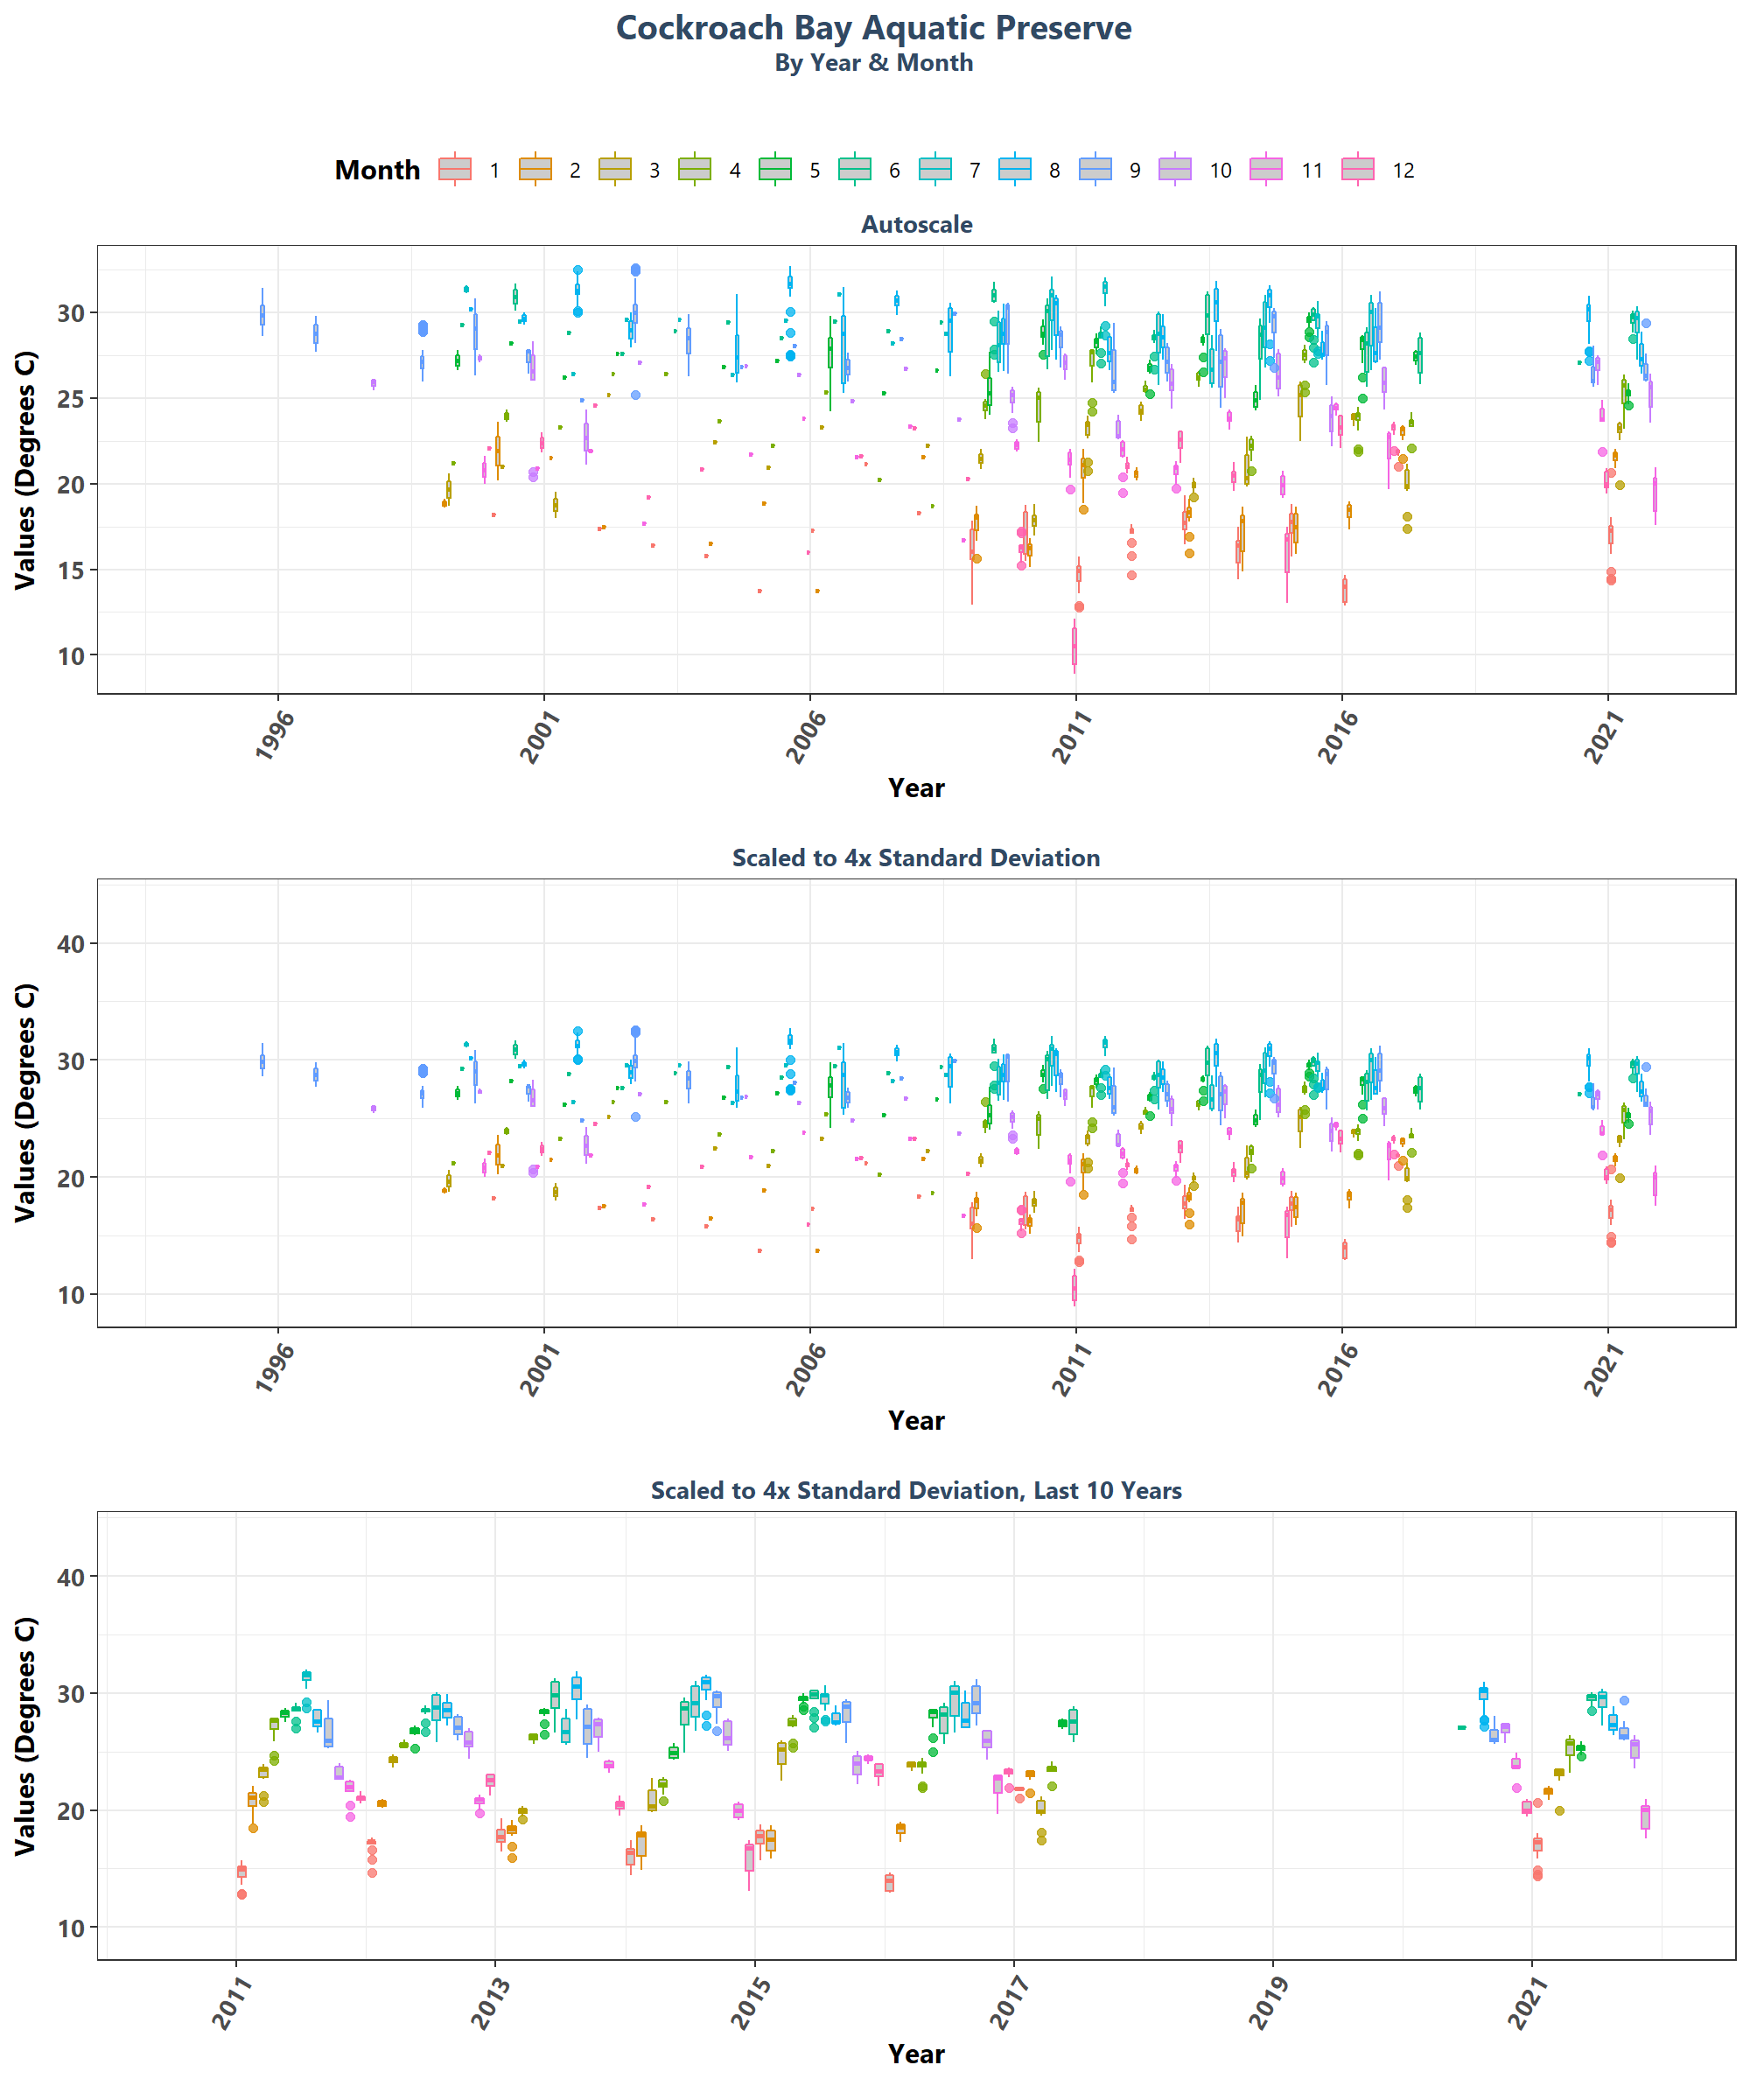 Cockroach Bay Aquatic Preserve
By Year & Month
Month 1 2 3 4 5 6 7 8 9 10 11 12
Autoscale
Values (Degrees C)
30
25
20
15
10
1996 2001 2006 2011 2016 2021
Year
Scaled to 4x Standard Deviation
Values (Degrees C)
40
30
20
10
1996 2001 2006 2011 2016 2021
Year
Scaled to 4x Standard Deviation, Last 10 Years
Values (Degrees C)
40
30
20
10
2011 2013 2015 2017 2019 2021
Year